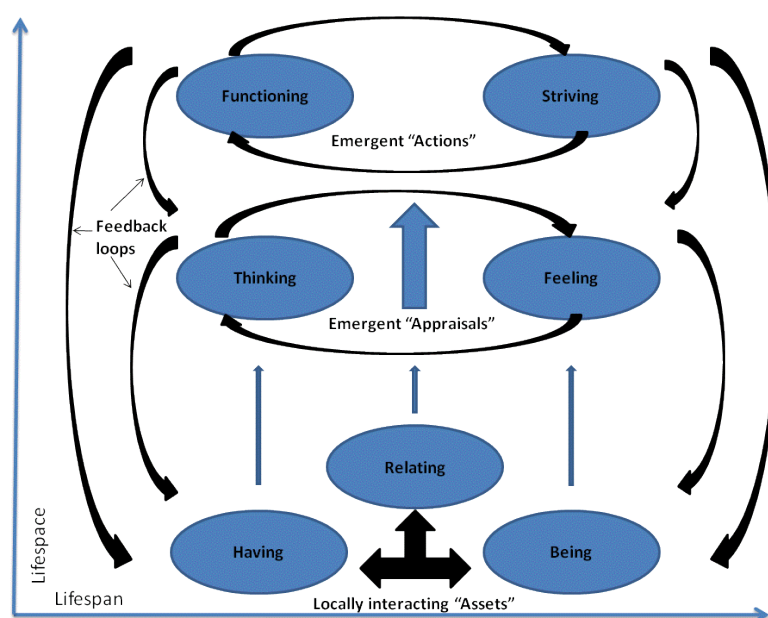 Functioning
Striving
Emergent “Actions”
Feedback
loops
Thinking
Feeling
Emergent “Appraisals”
Relating
Having
Being
Locally interacting “Assets”
Lifespace
Lifespan